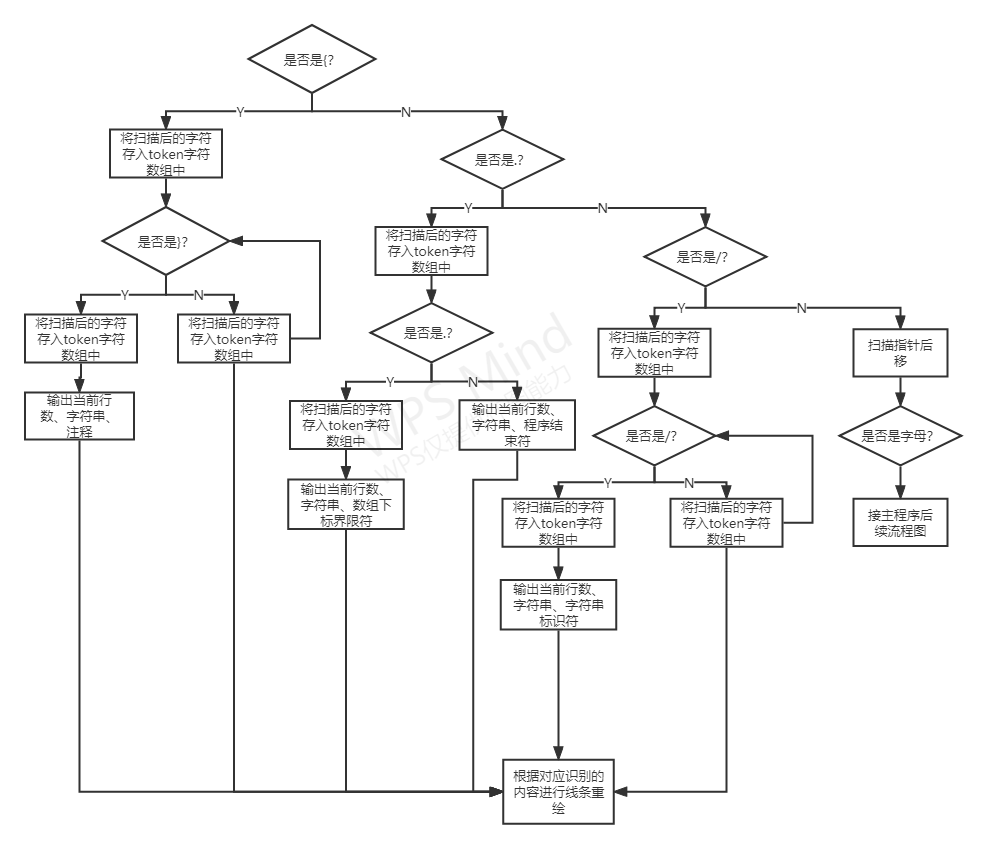 是否是{?
Y
N
将扫描后的字符
存入token字符
数组中
是否是.?
是否是}?
Y
N
将扫描后的字符
存入token字符
数组中
是否是/?
Y
N
将扫描后的字符
存入token字符
数组中
将扫描后的字符
存入token字符
数组中
是否是.?
Y
N
将扫描后的字符
存入token字符
数组中
扫描指针后
移
输出当前行
数、字符串、
注释
Y
N
将扫描后的字符
存入token字符
数组中
输出当前行数、
字符串、程序结
束符
是否是/?
是否是字母?
输出当前行数、
字符串、数组下
标界限符
Y
N
将扫描后的字符
存入token字符
数组中
将扫描后的字符
存入token字符
数组中
接主程序后
续流程图
输出当前行数、
字符串、字符串
标识符
根据对应识别的
内容进行线条重
绘
WPS Mind